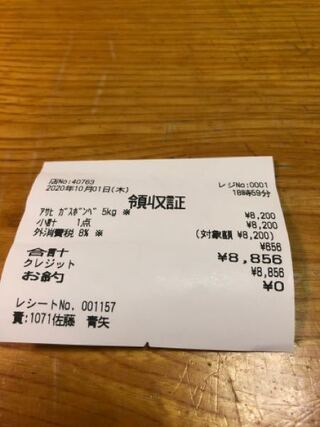 店No:40763 レジNo:0001
2020年10月01日(木) 18時59分
領収証
ｱｻﾋ ｶﾞｽﾎﾞﾝﾍﾞ 5kg ※ ¥8,200
小計 1点 ¥8,200
外消費税 8% ※ (対象額 ¥8,200)
¥656
合計 ¥8,856
クレジット ¥8,856
お釣 ¥0
レシートNo. 001157
責:1071佐藤 青矢